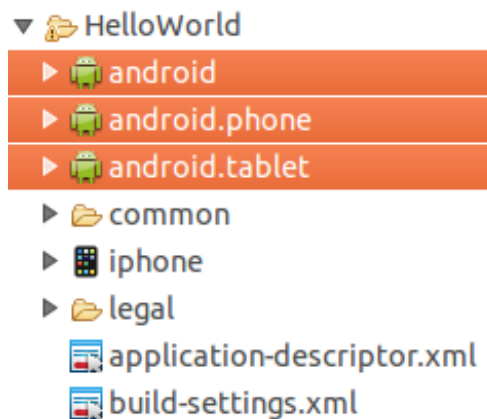 HelloWorld
android
android.phone
android.tablet
common
iphone
legal
application-descriptor.xml
build-settings.xml